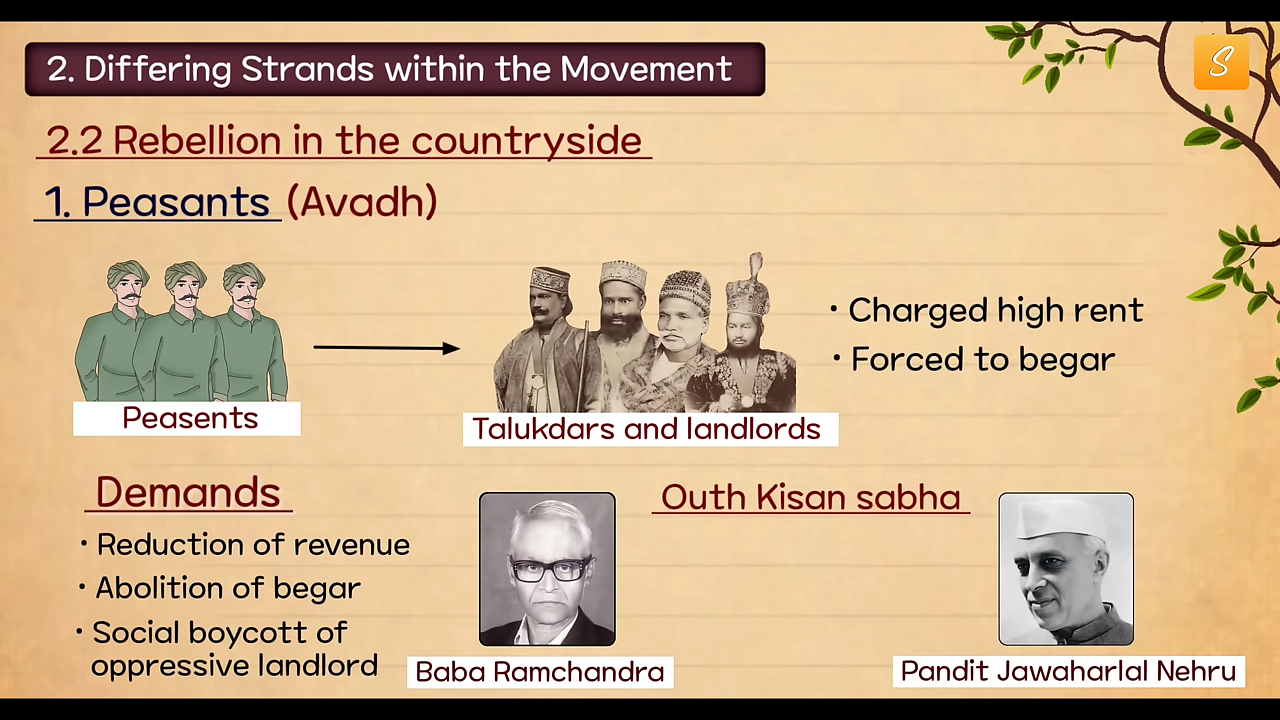 2. Differing Strands within the Movement
S
2.2 Rebellion in the countryside
1. Peasants (Avadh)
• Charged high rent
• Forced to begar
Peasents
Talukdars and landlords
Demands
• Reduction of revenue
• Abolition of begar
• Social boycott of
oppressive landlord
Outh Kisan sabha
Baba Ramchandra
Pandit Jawaharlal Nehru